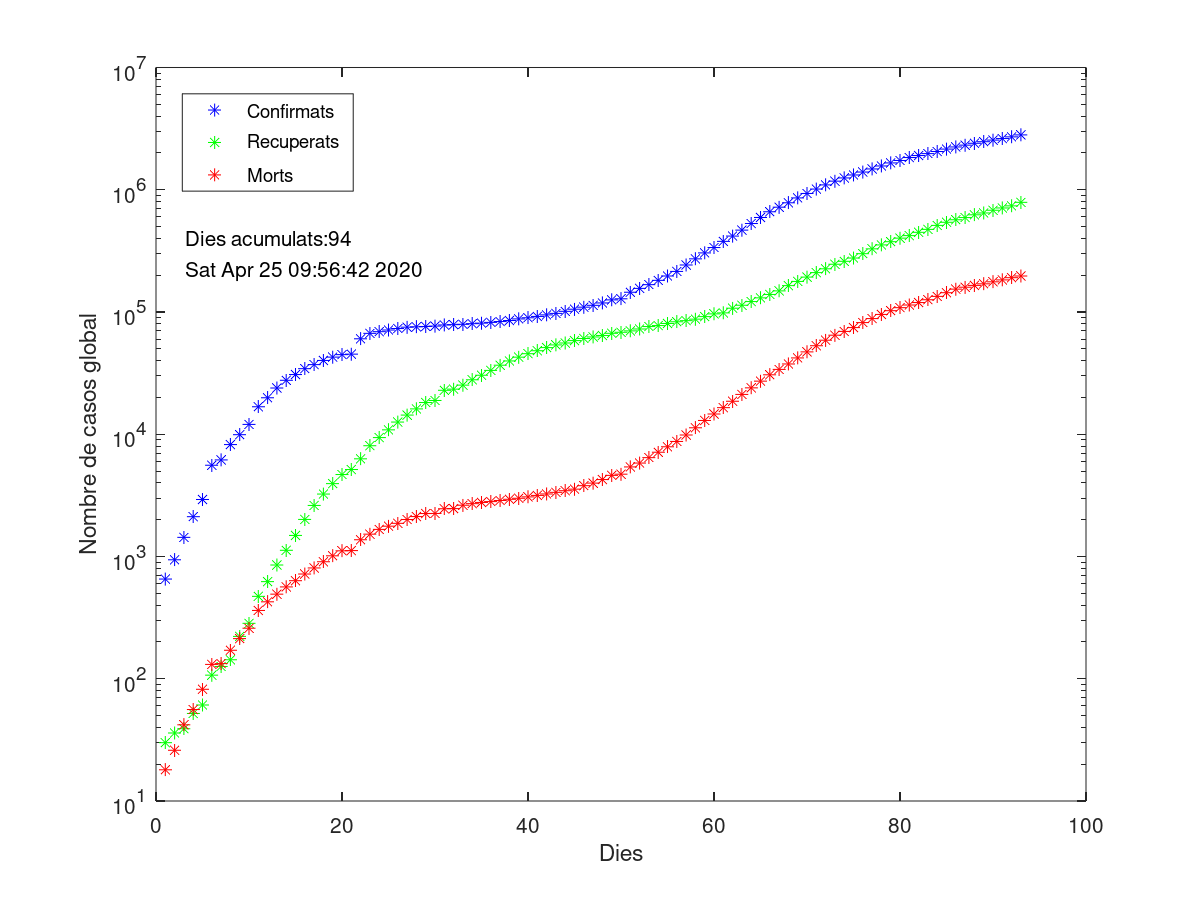 10^7
10^6
10^5
10^4
10^3
10^2
10^1
Confirmats
Recuperats
Morts
Dies acumulats:94
Sat Apr 25 09:56:42 2020
Nombre de casos global
0 20 40 60 80 100
Dies